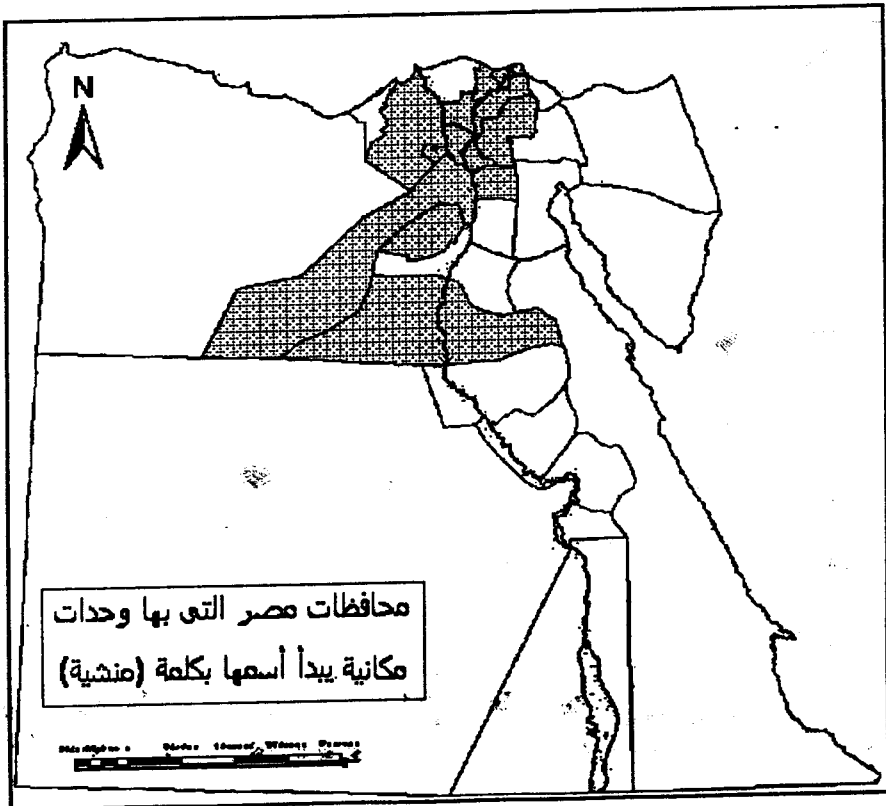 N
محافظات مصر التى بها وحدات
مكانية يبدأ أسمها بكلمة (منشية)